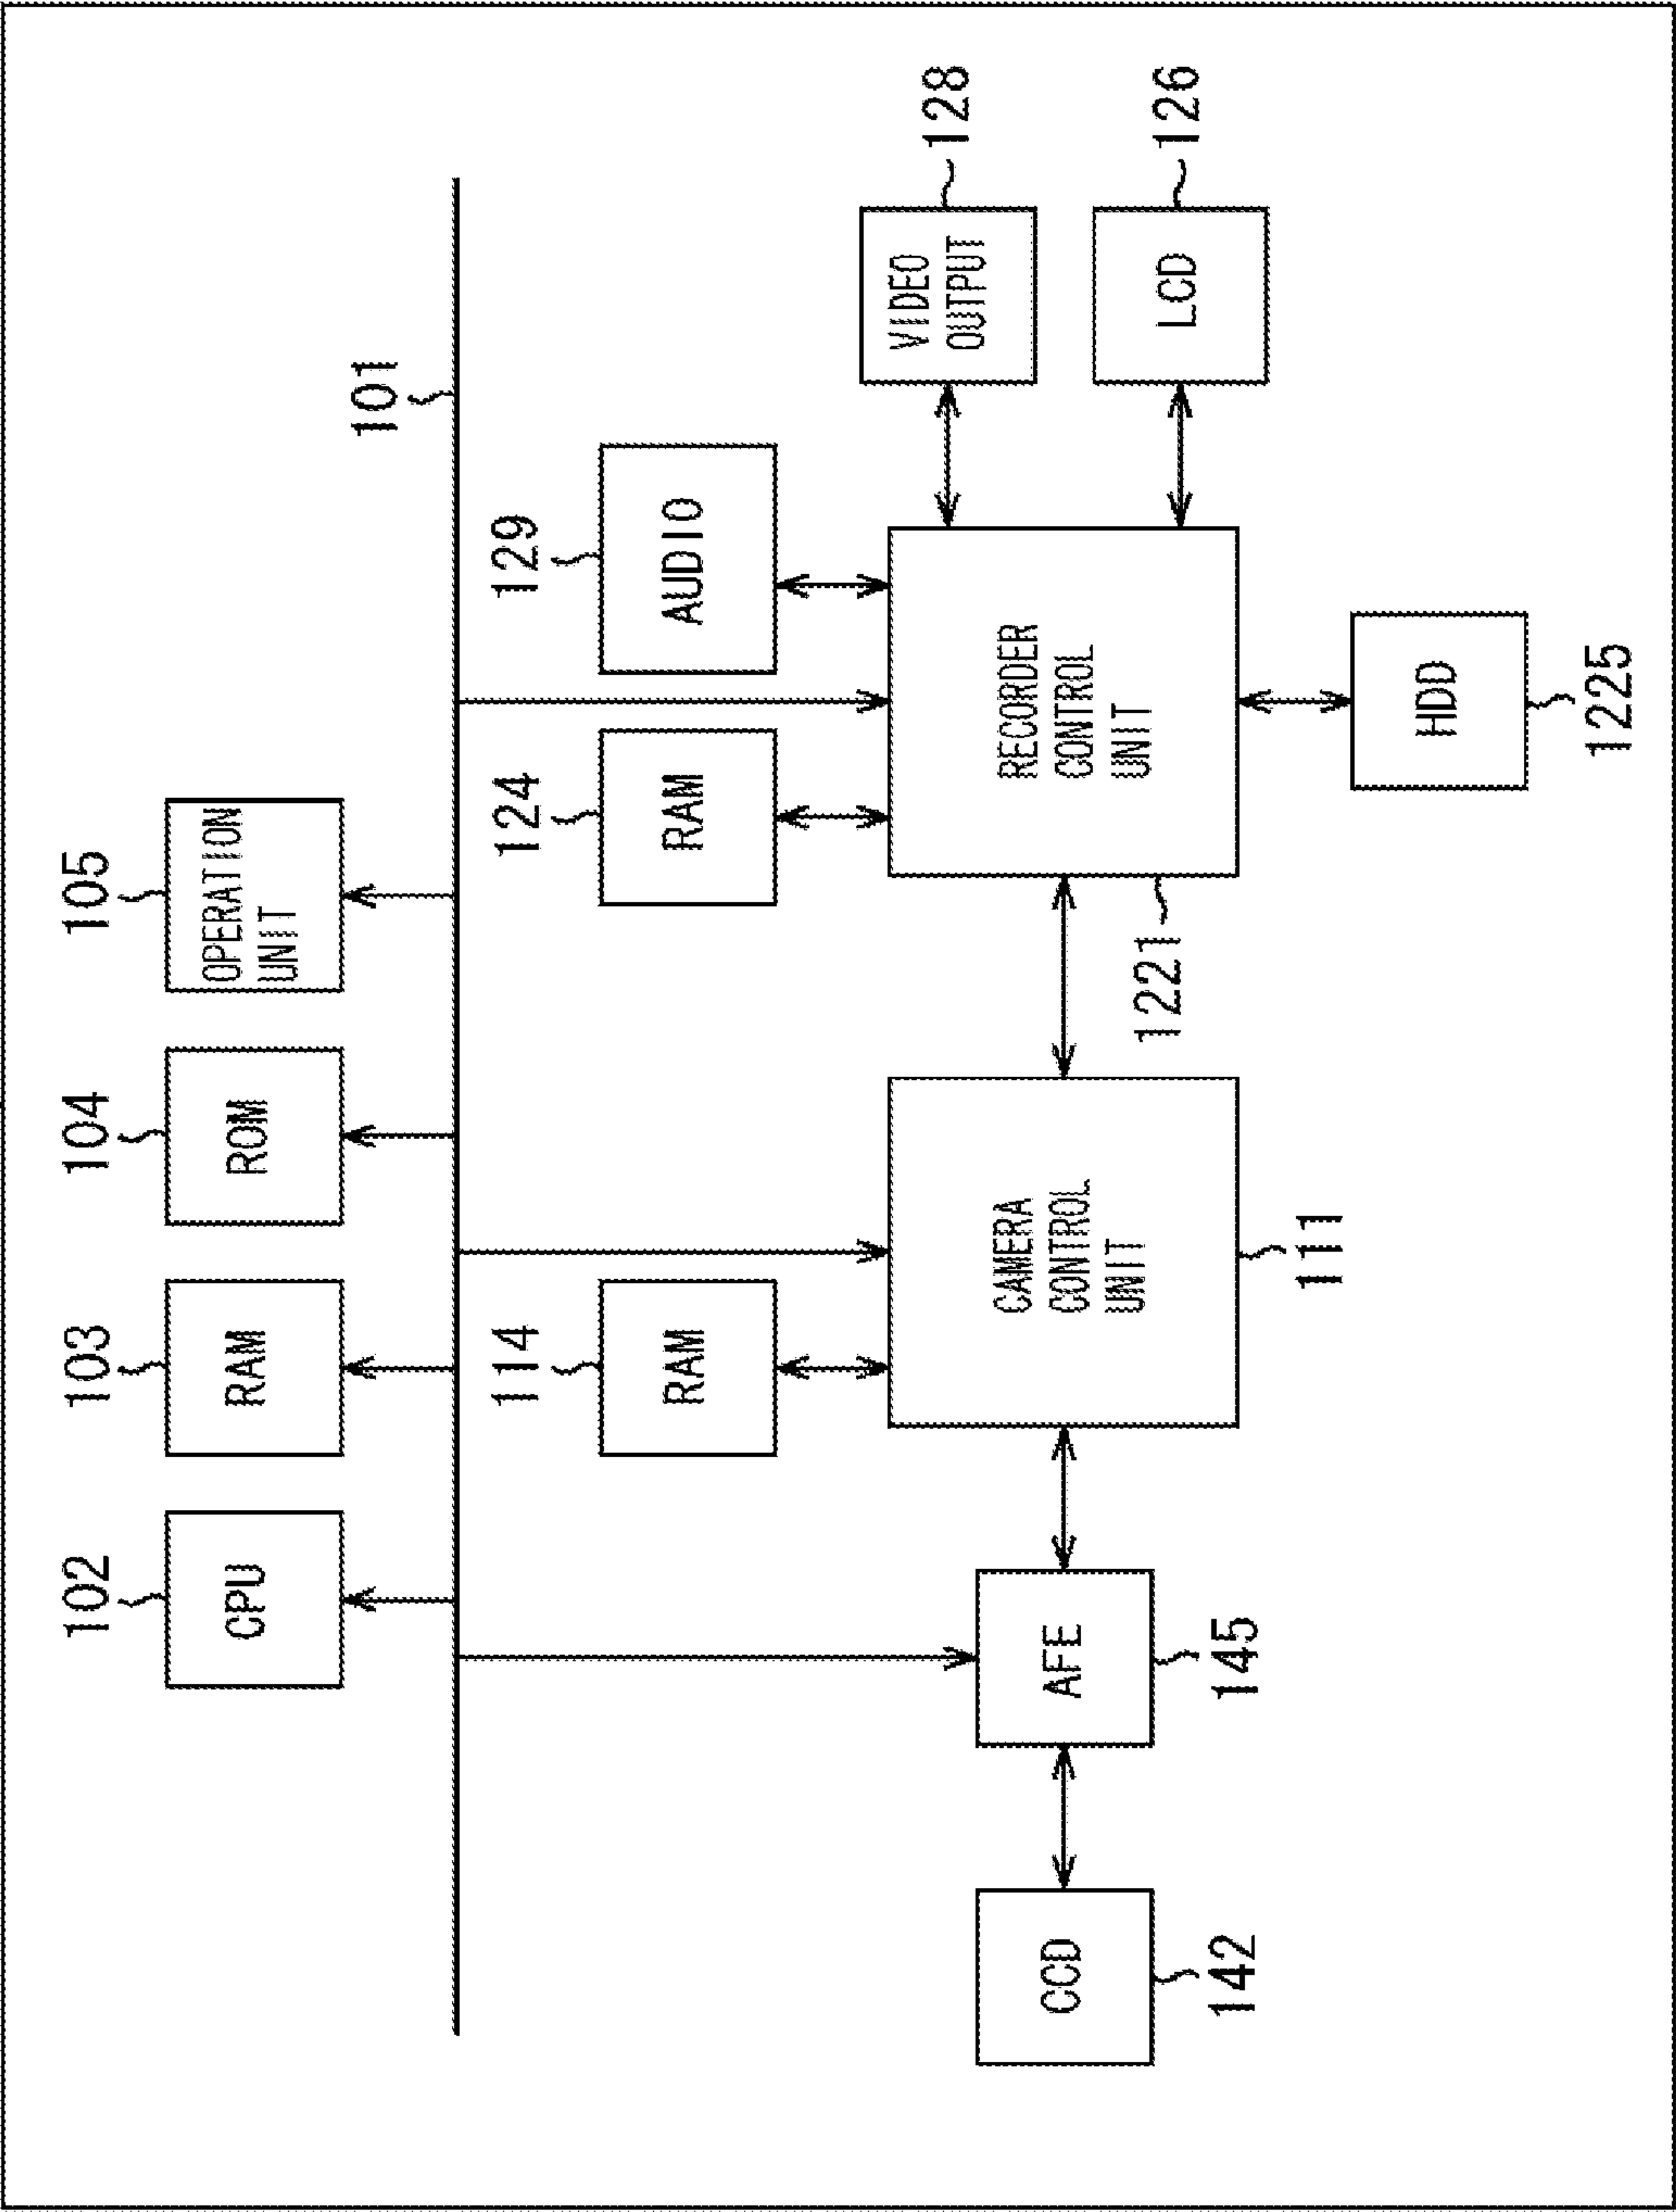 102
103
104
105
CPU
RAM
ROM
OPERATION
UNIT
101
114
124
129
RAM
RAM
AUDIO
128
VIDEO
OUTPUT
CCD
142
AFE
145
CAMERA
CONTROL
UNIT
111
RECORDER
CONTROL
UNIT
1221
LCD
126
HDD
1225